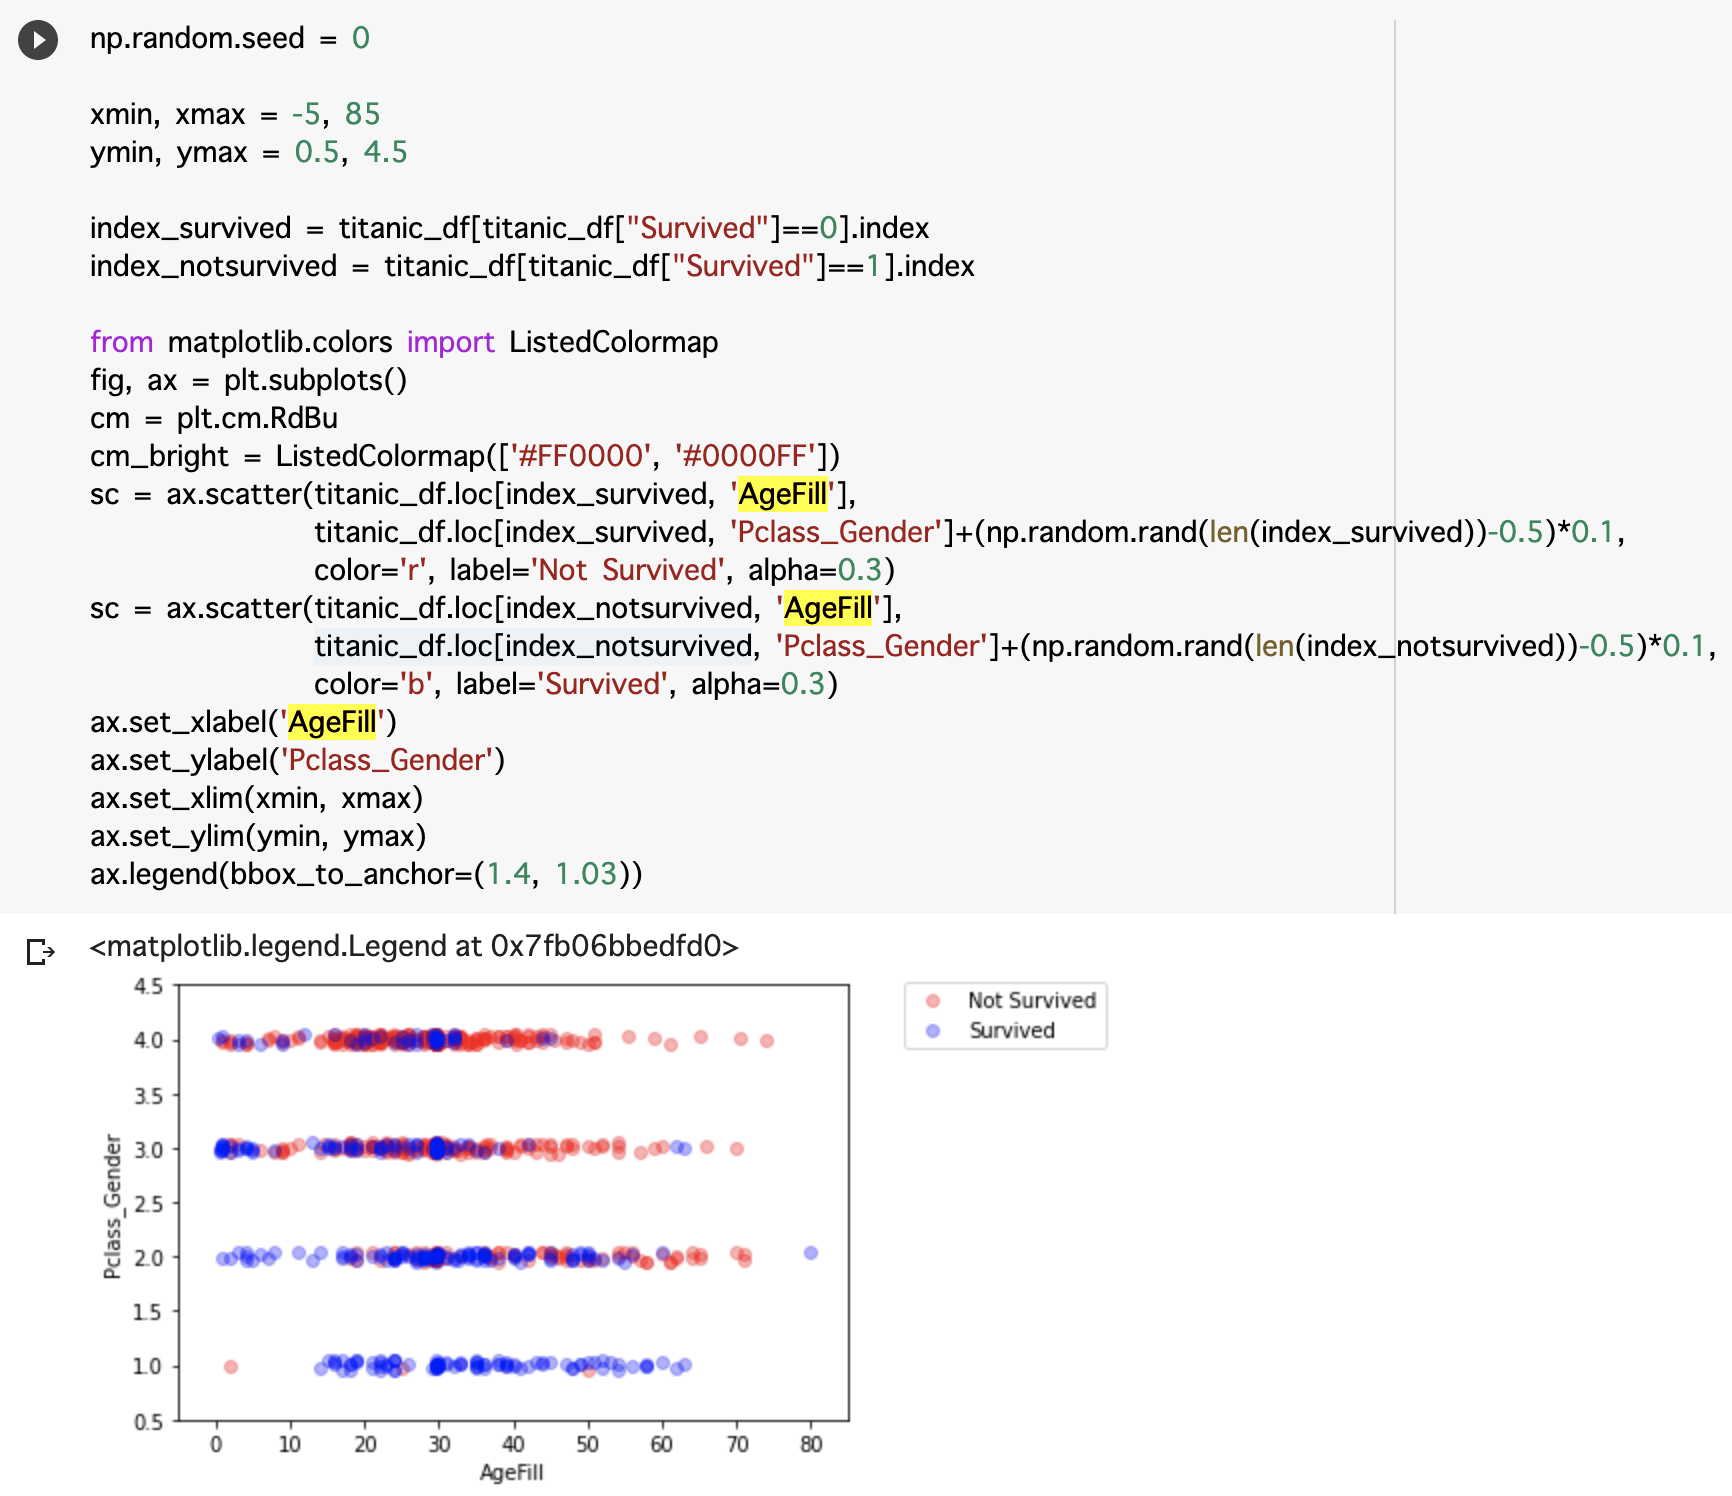 np.random.seed = 0
xmin, xmax = -5, 85
ymin, ymax = 0.5, 4.5
index_survived = titanic_df[titanic_df["Survived"]==0].index
index_notsurvived = titanic_df[titanic_df["Survived"]==1].index
from matplotlib.colors import ListedColormap
fig, ax = plt.subplots()
cm = plt.cm.RdBu
cm_bright = ListedColormap(['#FF0000', '#0000FF'])
sc = ax.scatter(titanic_df.loc[index_survived, 'AgeFill'],
titanic_df.loc[index_survived, 'Pclass_Gender']+(np.random.rand(len(index_survived))-0.5)*0.1,
color='r', label='Not Survived', alpha=0.3)
sc = ax.scatter(titanic_df.loc[index_notsurvived, 'AgeFill'],
titanic_df.loc[index_notsurvived, 'Pclass_Gender']+(np.random.rand(len(index_notsurvived))-0.5)*0.1,
color='b', label='Survived', alpha=0.3)
ax.set_xlabel('AgeFill')
ax.set_ylabel('Pclass_Gender')
ax.set_xlim(xmin, xmax)
ax.set_ylim(ymin, ymax)
ax.legend(bbox_to_anchor=(1.4, 1.03))
<matplotlib.legend.Legend at 0x7fb06bbedfd0>
4.5
4.0
3.5
3.0
2.5
2.0
1.5
1.0
0.5
Pclass_Gender
0 10 20 30 40 50 60 70 80
AgeFill
Not Survived
Survived